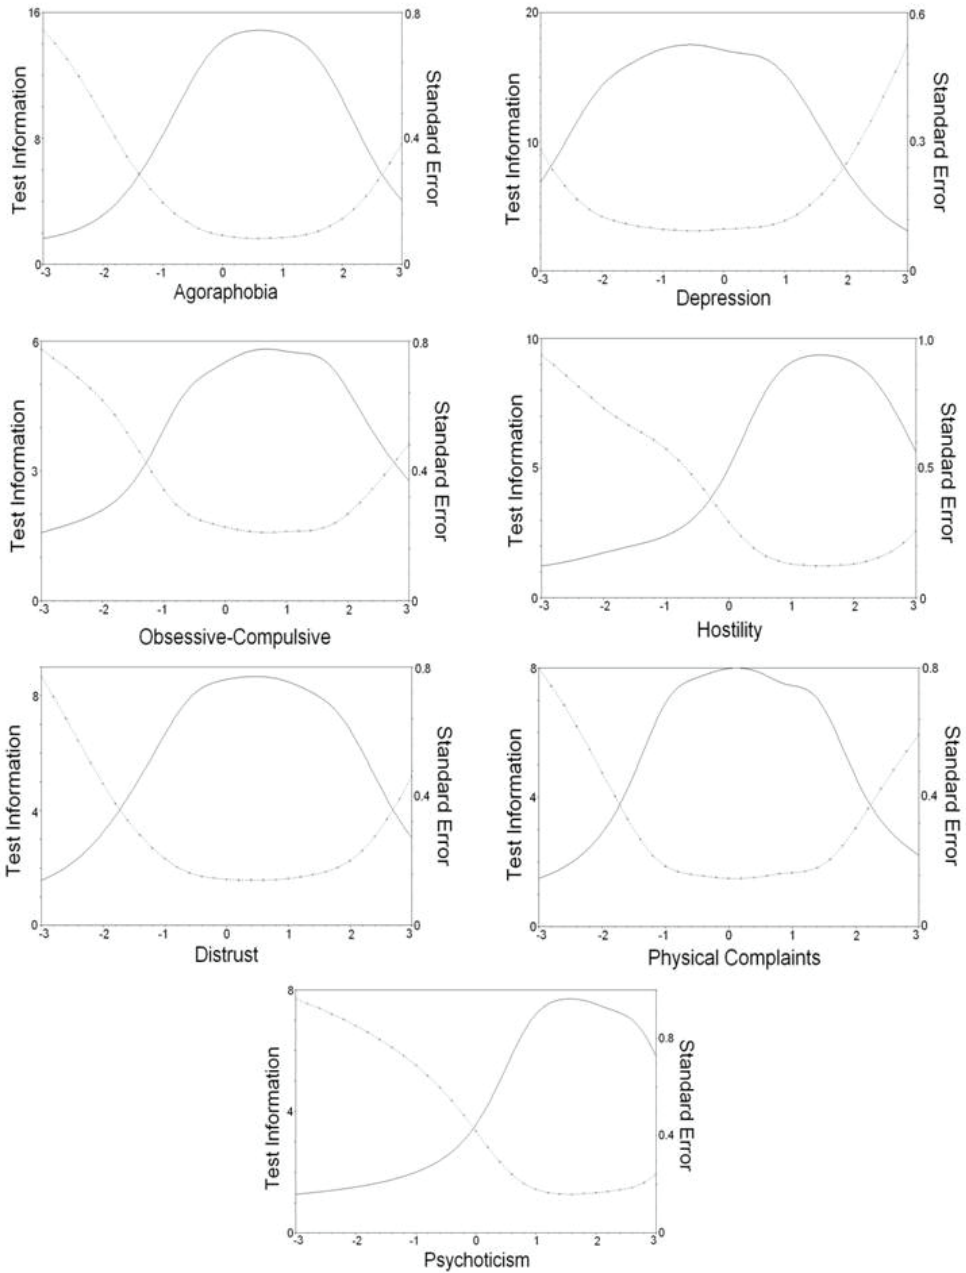 16
8
0
Test Information
0.8
0.4
0
Standard Error
-3 -2 -1 0 1 2 3
Agoraphobia
20
10
0
Test Information
0.6
0.3
0
Standard Error
-3 -2 -1 0 1 2 3
Depression
6
3
0
Test Information
0.8
0.4
0
Standard Error
-3 -2 -1 0 1 2 3
Obsessive-Compulsive
10
5
0
Test Information
1.0
0.5
0
Standard Error
-3 -2 -1 0 1 2 3
Hostility
8
4
0
Test Information
0.8
0.4
0
Standard Error
-3 -2 -1 0 1 2 3
Distrust
8
4
0
Test Information
0.8
0.4
0
Standard Error
-3 -2 -1 0 1 2 3
Physical Complaints
8
4
0
Test Information
0.8
0.4
0
Standard Error
-3 -2 -1 0 1 2 3
Psychoticism